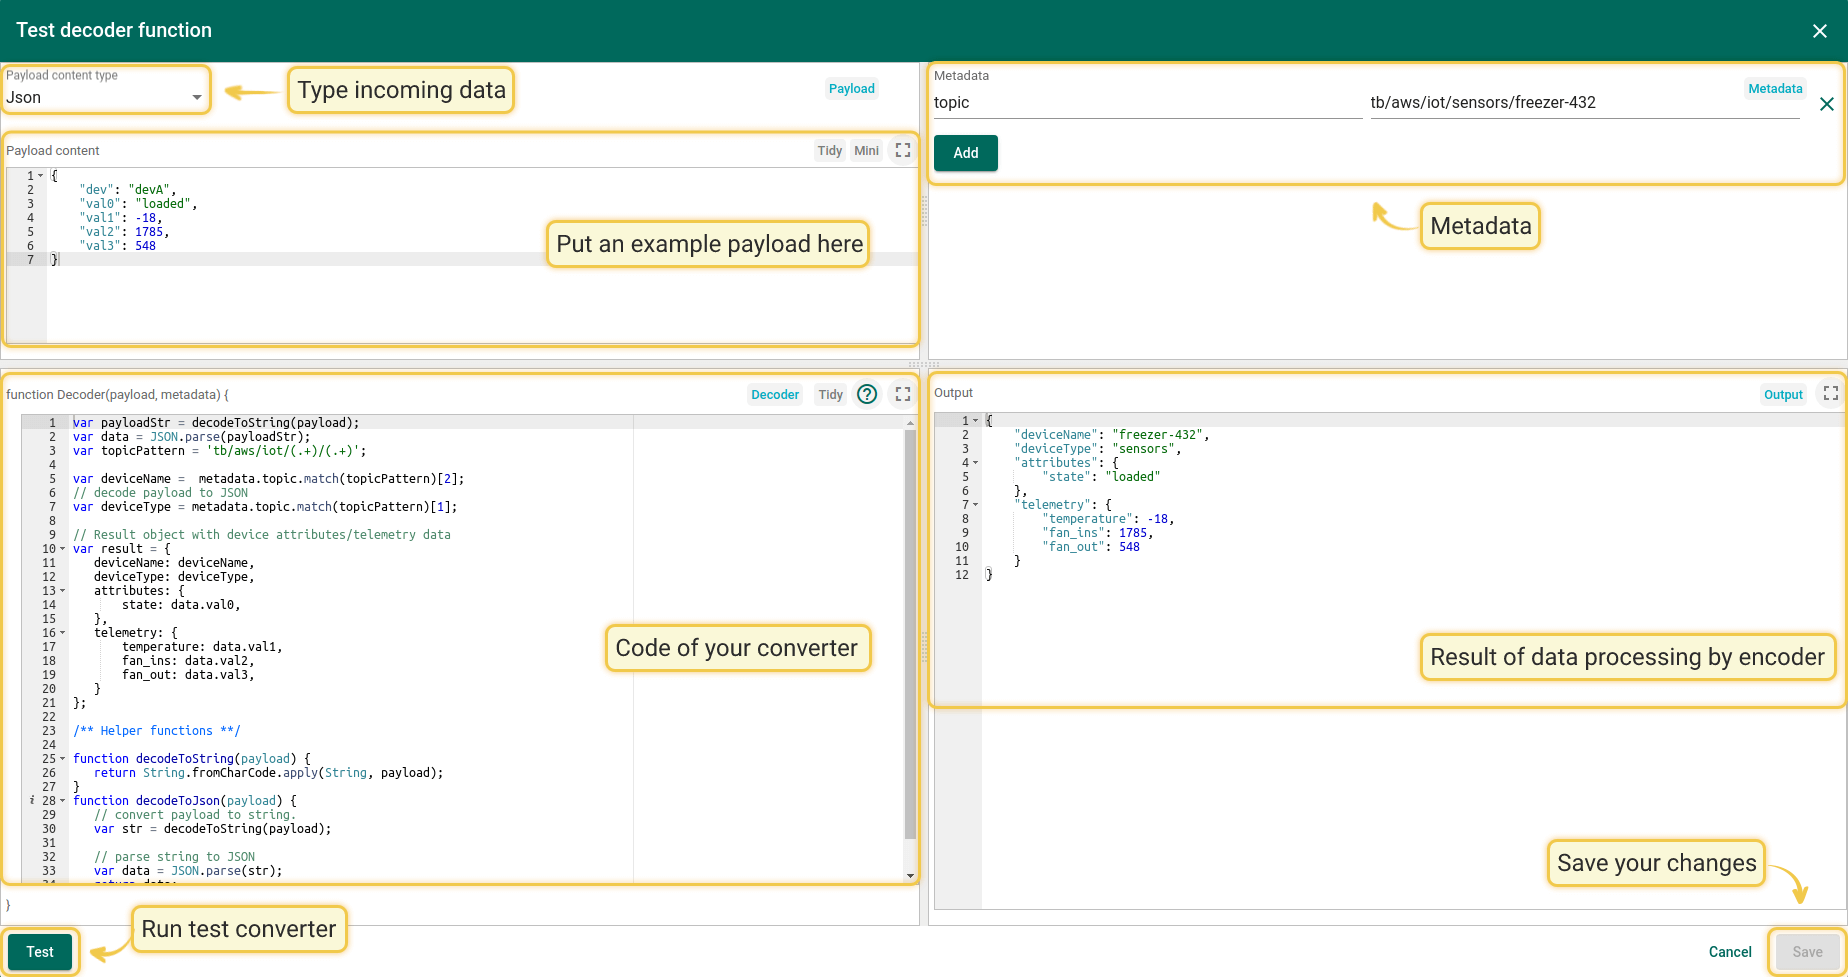 Test decoder function
Payload content type
Json
Type incoming data
Payload
Payload content
Tidy
Mini
1 {
2 "dev": "devA",
3 "val0": "loaded",
4 "val1": -18,
5 "val2": 1785,
6 "val3": 548
7 }
Put an example payload here
Metadata
Metadata
topic
tb/aws/iot/sensors/freezer-432
Add
Metadata
function Decoder(payload, metadata) {
Decoder
Tidy
1 var payloadStr = decodeToString(payload);
2 var data = JSON.parse(payloadStr);
3 var topicPattern = 'tb/aws/iot/(.+)/(.+)';
4
5 var deviceName =  metadata.topic.match(topicPattern)[2];
6 // decode payload to JSON
7 var deviceType = metadata.topic.match(topicPattern)[1];
8
9 // Result object with device attributes/telemetry data
10 var result = {
11 deviceName: deviceName,
12 deviceType: deviceType,
13 attributes: {
14 state: data.val0,
15 },
16 telemetry: {
17 temperature: data.val1,
18 fan_ins: data.val2,
19 fan_out: data.val3,
20 }
21 };
22
23 /** Helper functions **/
24
25 function decodeToString(payload) {
26 return String.fromCharCode.apply(String, payload);
27 }
i 28 function decodeToJson(payload) {
29 // convert payload to string.
30 var str = decodeToString(payload);
31
32 // parse string to JSON
33 var data = JSON.parse(str);
34 return data;
}
Code of your converter
Output
Output
1 {
2 "deviceName": "freezer-432",
3 "deviceType": "sensors",
4 "attributes": {
5 "state": "loaded"
6 },
7 "telemetry": {
8 "temperature": -18,
9 "fan_ins": 1785,
10 "fan_out": 548
11 }
12 }
Result of data processing by encoder
Save your changes
Run test converter
Test
Cancel
Save